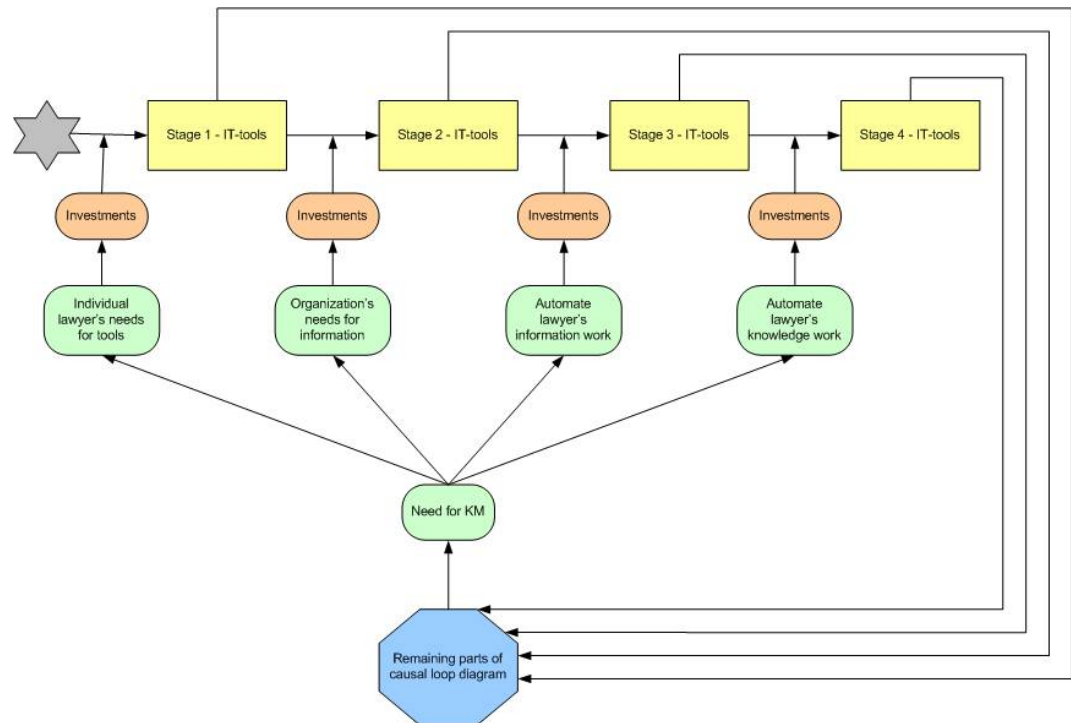 Stage 1 - IT-tools
Stage 2 - IT-tools
Stage 3 - IT-tools
Stage 4 - IT-tools
Investments
Investments
Investments
Investments
Individual
lawyer's needs
for tools
Organization's
needs for
information
Automate
lawyer's
information work
Automate
lawyer's
knowledge work
Need for KM
Remaining parts of
causal loop diagram